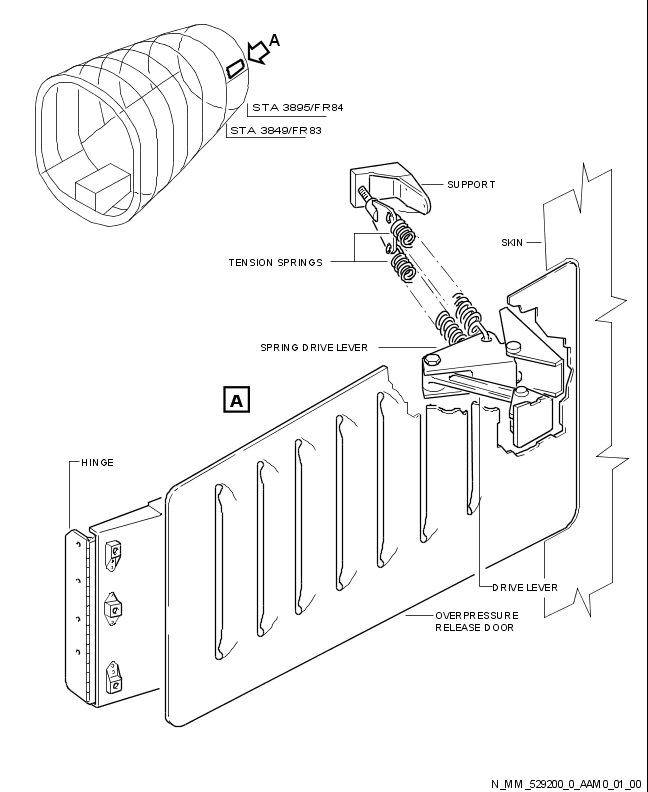 A
STA 3895/FR84
STA 3849/FR83
SUPPORT
SKIN
TENSION SPRINGS
SPRING DRIVE LEVER
A
HINGE
DRIVE LEVER
OVERPRESSURE
RELEASE DOOR
N_MM_529200_0_AAM0_01_00